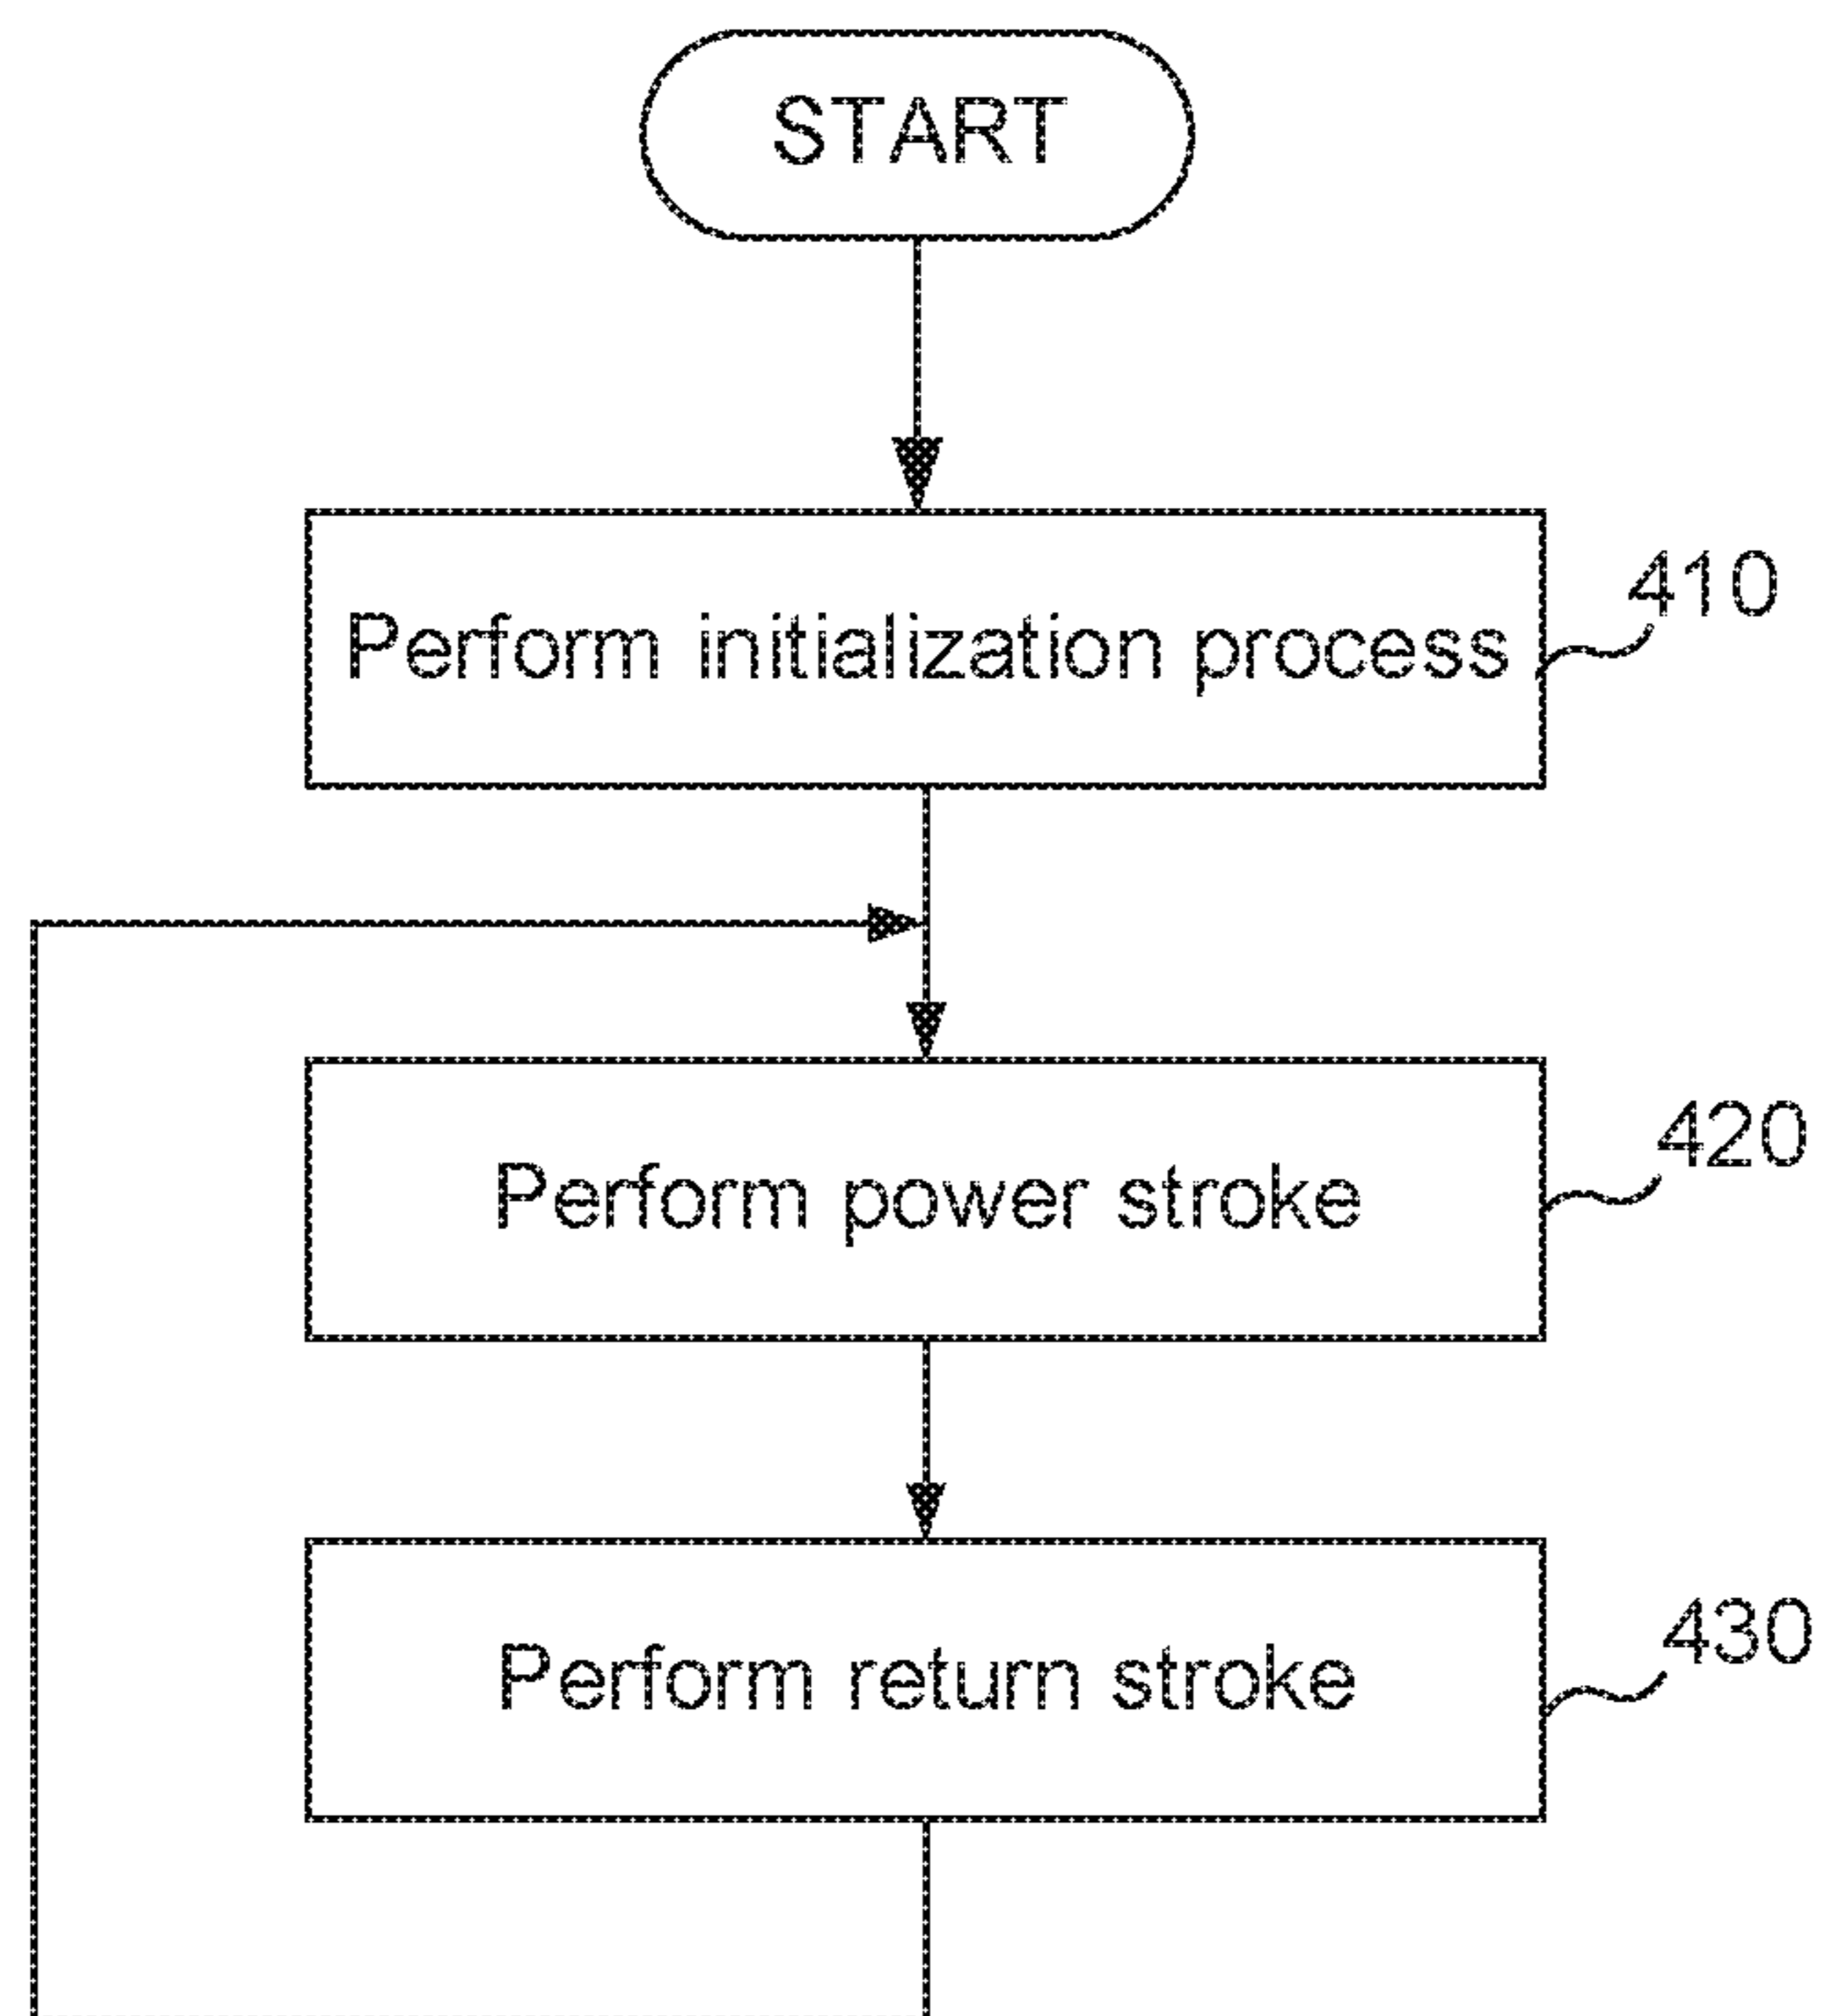 START
Perform initialization process
410
Perform power stroke
420
Perform return stroke
430